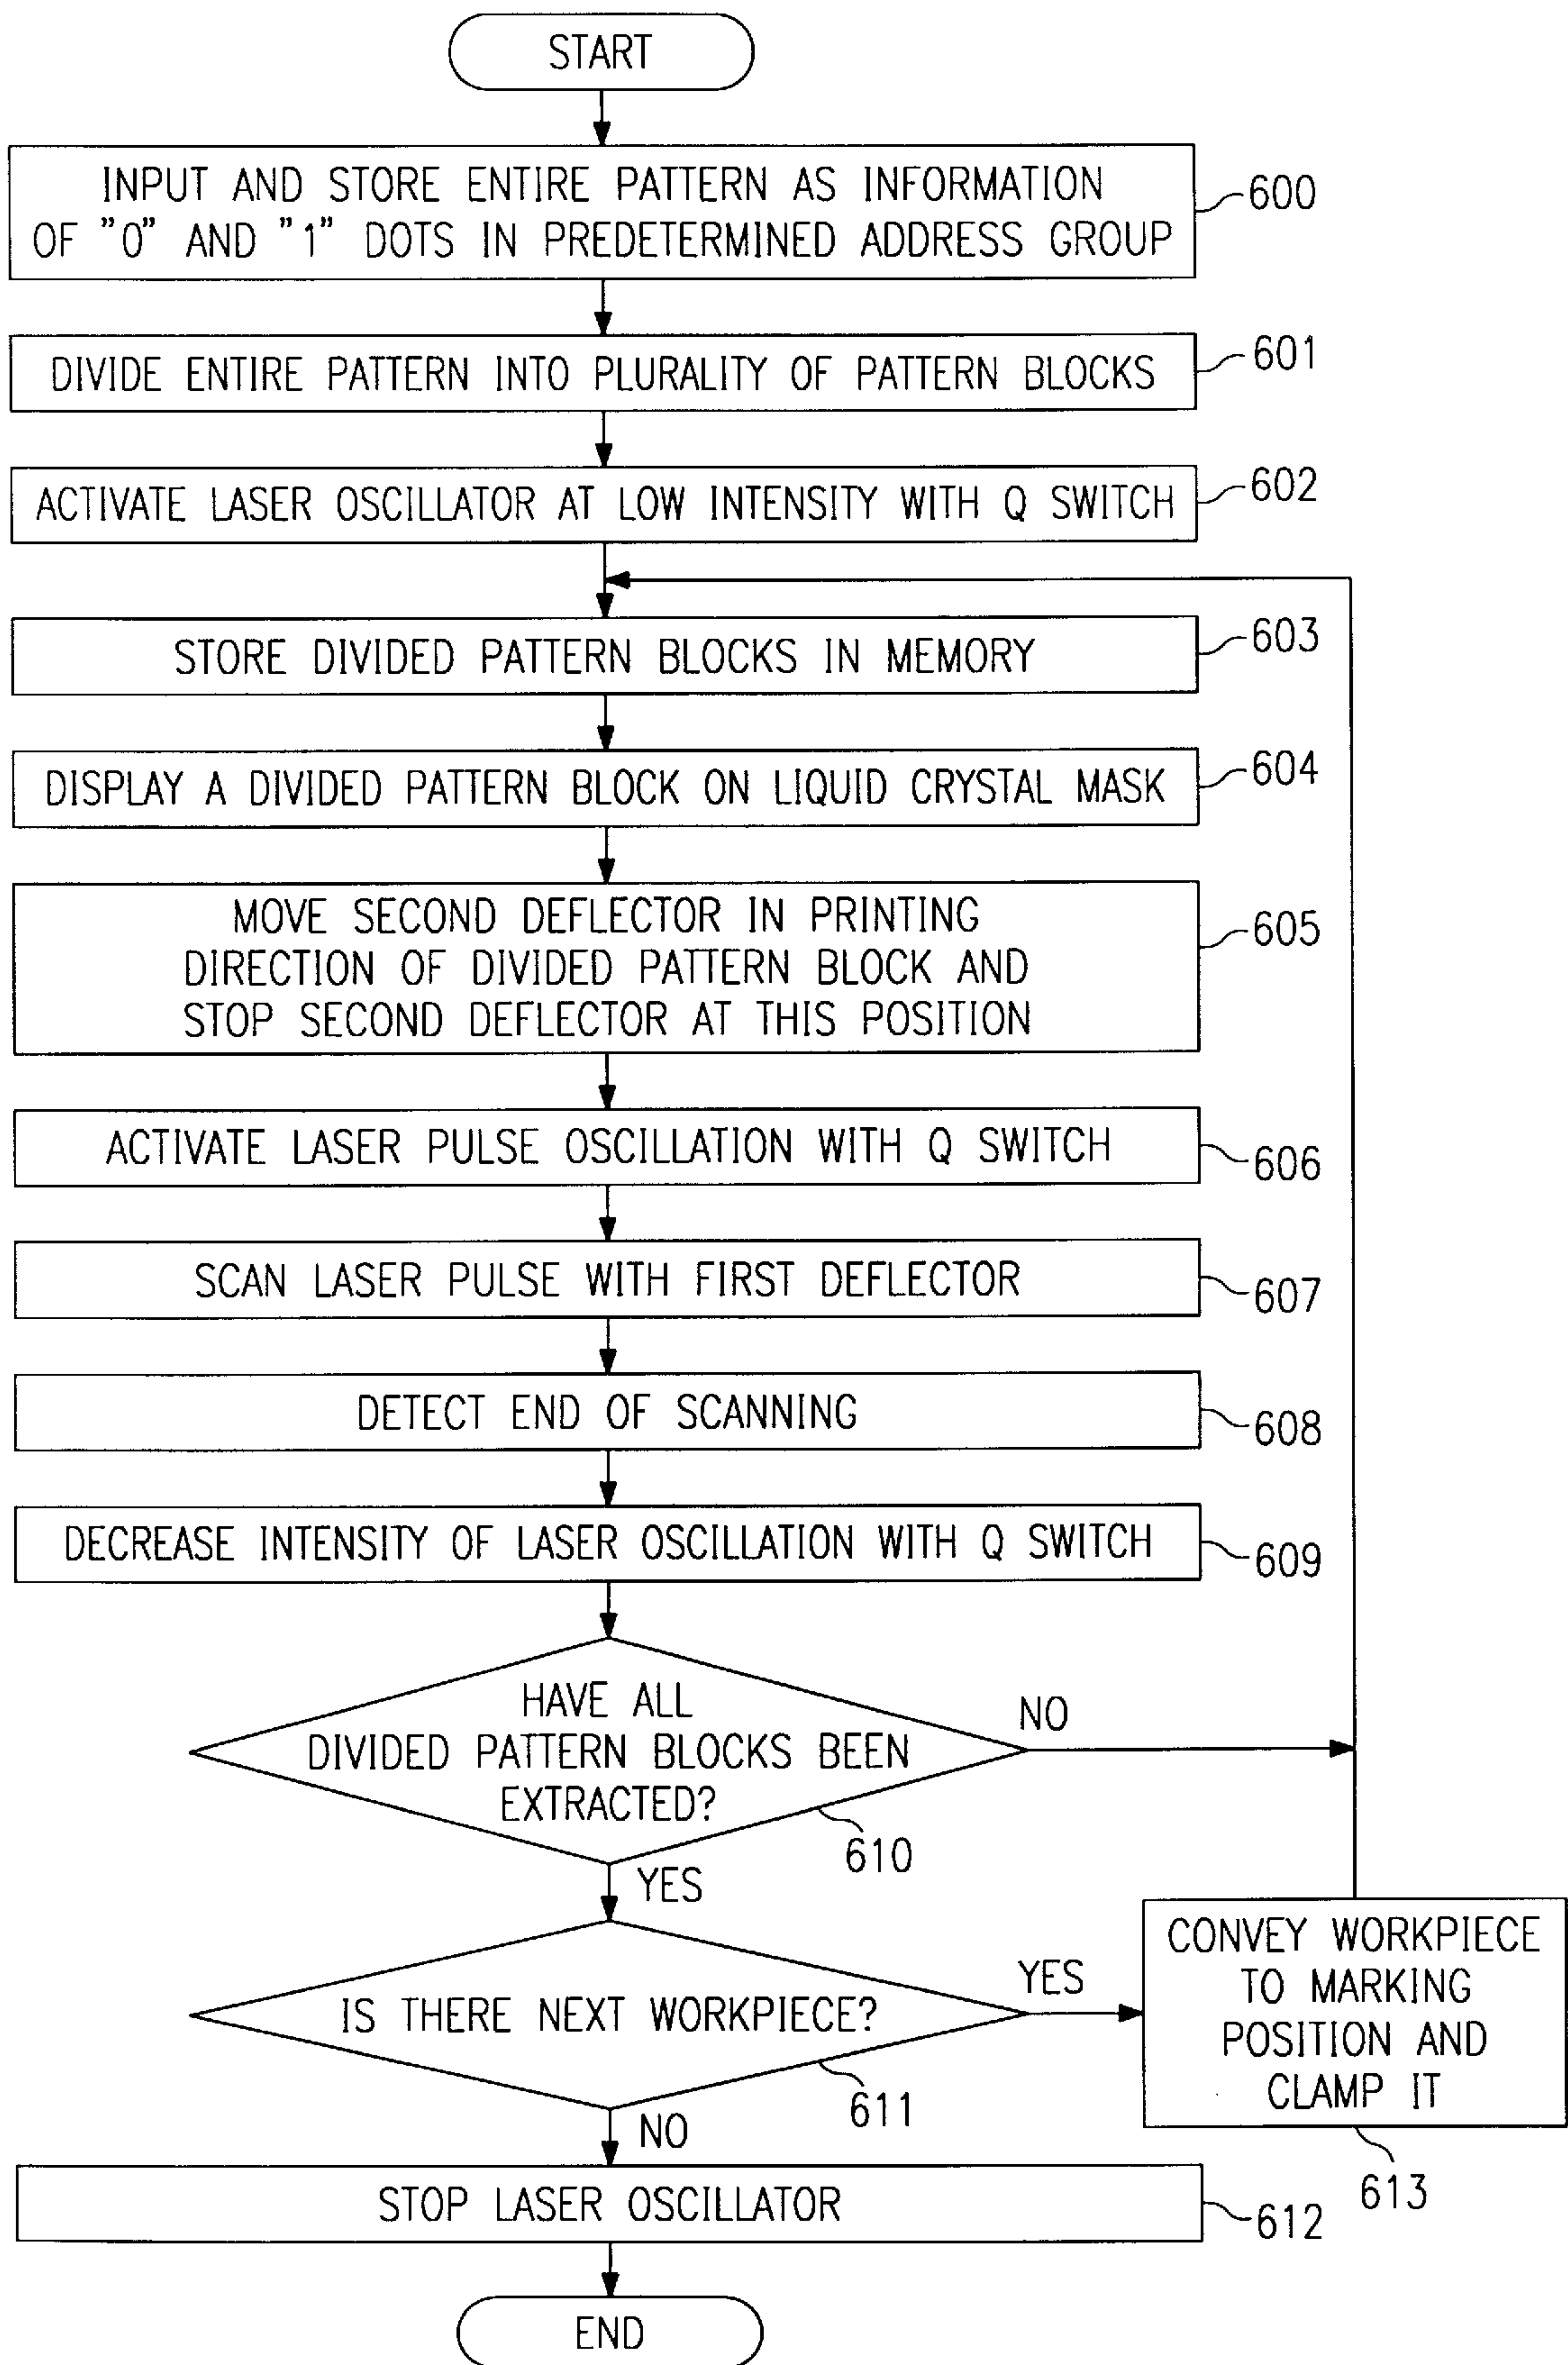 START
INPUT AND STORE ENTIRE PATTERN AS INFORMATION
OF "0" AND "1" DOTS IN PREDETERMINED ADDRESS GROUP
600
DIVIDE ENTIRE PATTERN INTO PLURALITY OF PATTERN BLOCKS
601
ACTIVATE LASER OSCILLATOR AT LOW INTENSITY WITH Q SWITCH
602
STORE DIVIDED PATTERN BLOCKS IN MEMORY
603
DISPLAY A DIVIDED PATTERN BLOCK ON LIQUID CRYSTAL MASK
604
MOVE SECOND DEFLECTOR IN PRINTING
DIRECTION OF DIVIDED PATTERN BLOCK AND
STOP SECOND DEFLECTOR AT THIS POSITION
605
ACTIVATE LASER PULSE OSCILLATION WITH Q SWITCH
606
SCAN LASER PULSE WITH FIRST DEFLECTOR
607
DETECT END OF SCANNING
608
DECREASE INTENSITY OF LASER OSCILLATION WITH Q SWITCH
609
HAVE ALL
DIVIDED PATTERN BLOCKS BEEN
EXTRACTED?
NO
610
YES
IS THERE NEXT WORKPIECE?
YES
611
NO
CONVEY WORKPIECE
TO MARKING
POSITION AND
CLAMP IT
613
STOP LASER OSCILLATOR
612
END